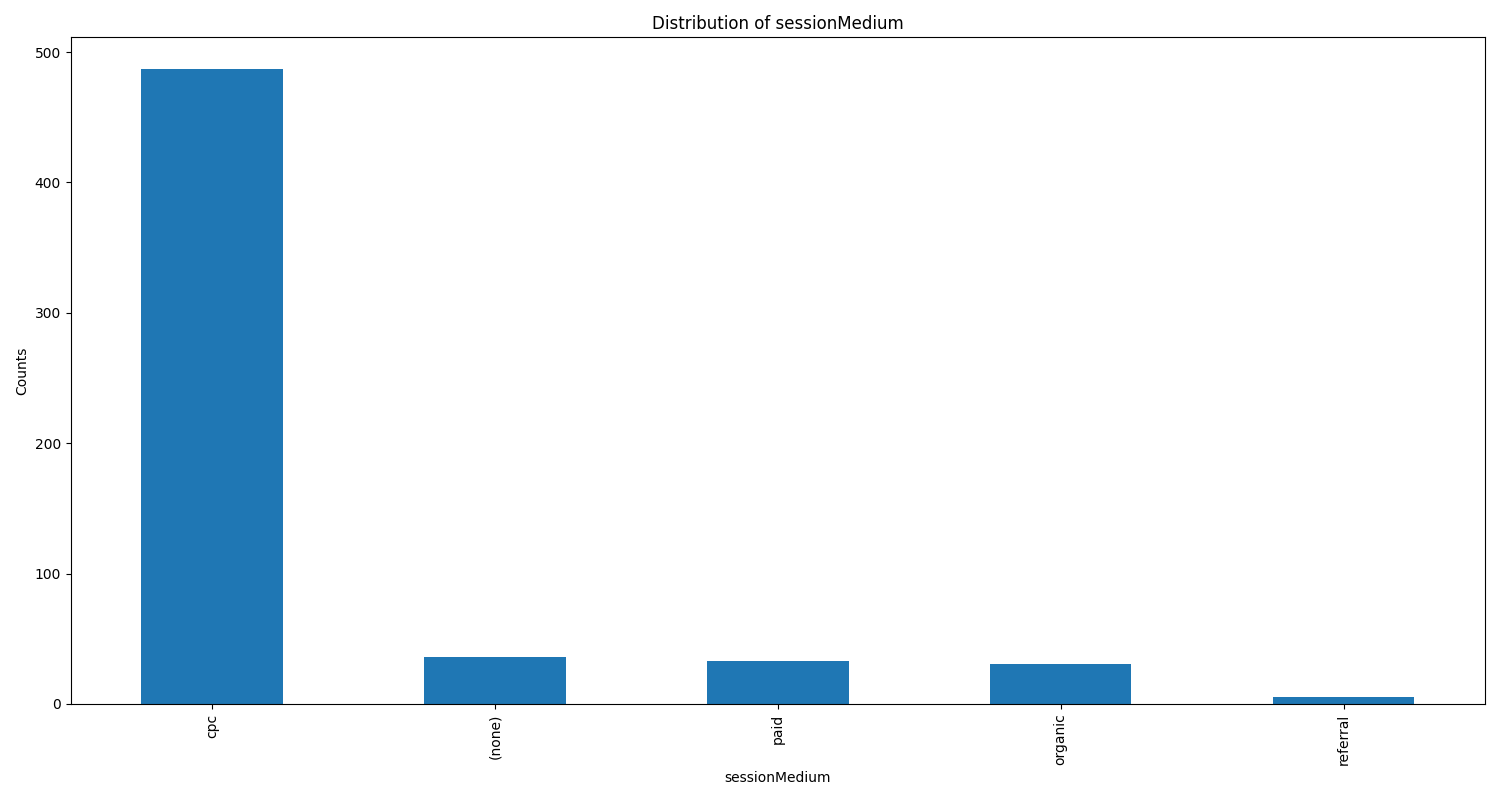 Distribution of sessionMedium
500
400
300
200
100
0
Counts
cpc
(none)
paid
organic
referral
sessionMedium